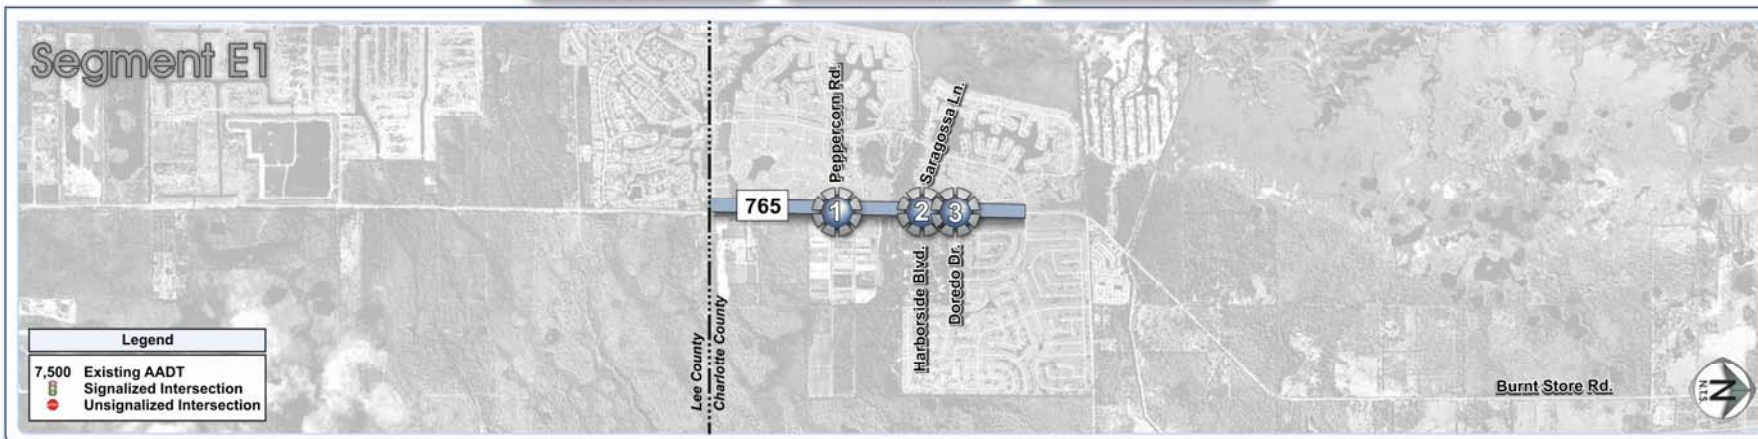 Segment E1
Peppercorn Rd.
Saragossa Ln.
765
1
2
3
Harborside Blvd.
Doredo Dr.
Lee County
Charlotte County
Legend
7,500 Existing AADT
Signalized Intersection
Unsignalized Intersection
Burnt Store Rd.
N
N.T.S